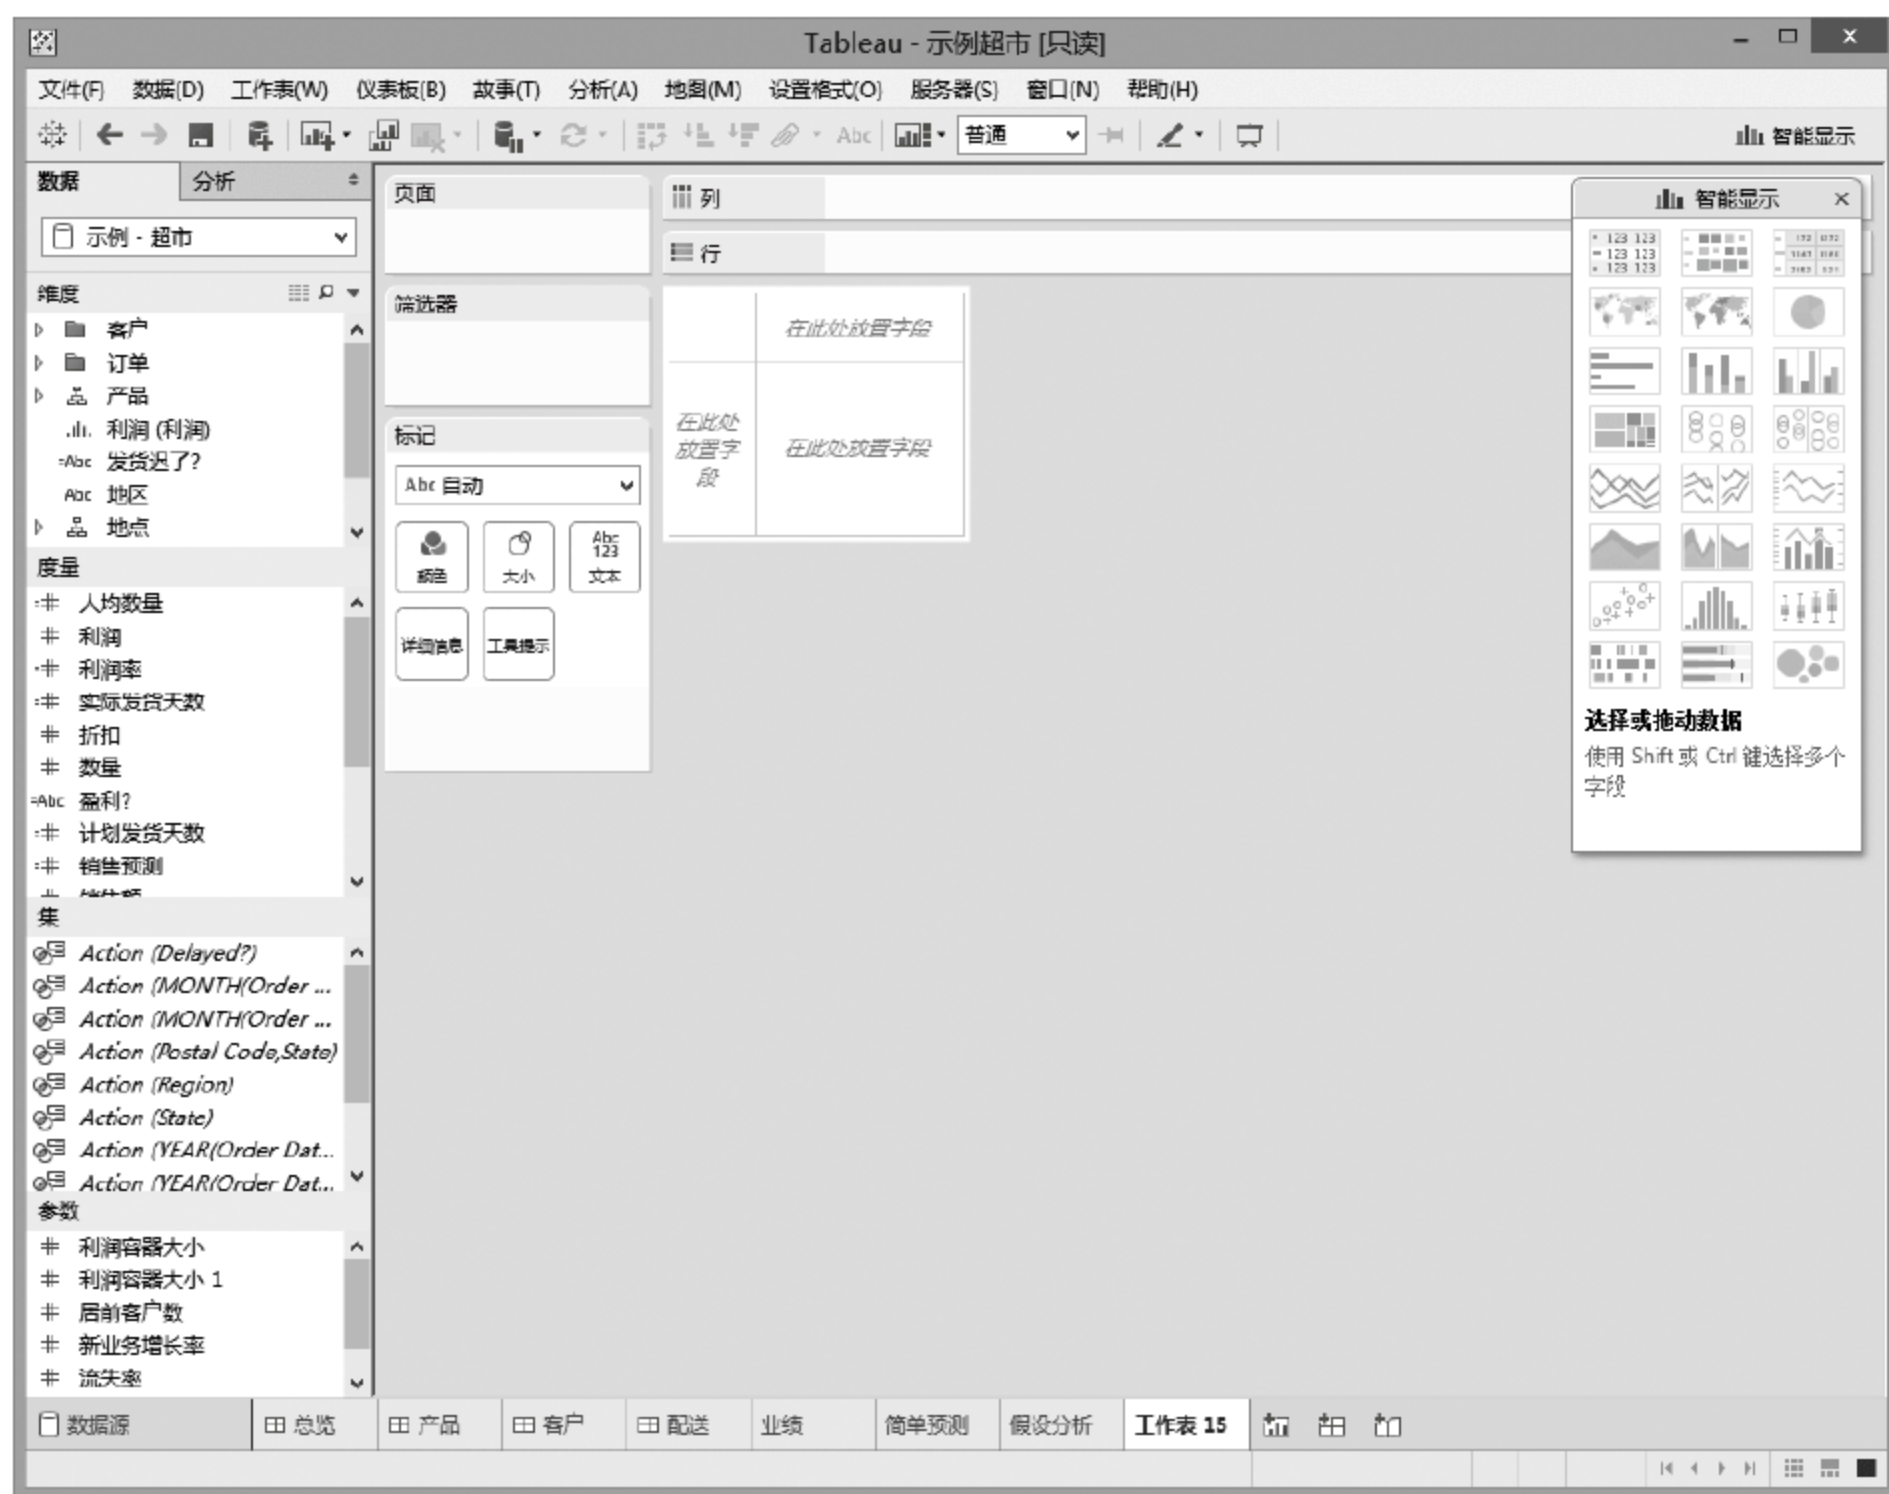 Tableau - 示例超市 [只读]
文件(F) 数据(D) 工作表(W) 仪表板(B) 故事(T) 分析(A) 地图(M) 设置格式(O) 服务器(S) 窗口(N) 帮助(H)
Abc 普通 智能显示
数据 分析
示例 - 超市
维度
客户
订单
产品
利润 (利润)
=Abc 发货迟了?
Abc 地区
地点
度量
人均数量
利润
利润率
实际发货天数
折扣
数量
=Abc 盈利?
计划发货天数
销售预测
集
Action (Delayed?)
Action (MONTH(Order ...
Action (MONTH(Order ...
Action (Postal Code,State)
Action (Region)
Action (State)
Action (YEAR(Order Dat...
Action (YEAR(Order Dat...
参数
利润容器大小
利润容器大小 1
居前客户数
新业务增长率
流失率
页面
筛选器
标记
Abc 自动
颜色
大小
Abc
123
文本
详细信息
工具提示
列
行
在此处放置字段
在此处
放置字
段
在此处放置字段
智能显示
123 123
123 123
123 123
选择或拖动数据
使用 Shift 或 Ctrl 键选择多个
字段
数据源 总览 产品 客户 配送 业绩 简单预测 假设分析 工作表 15